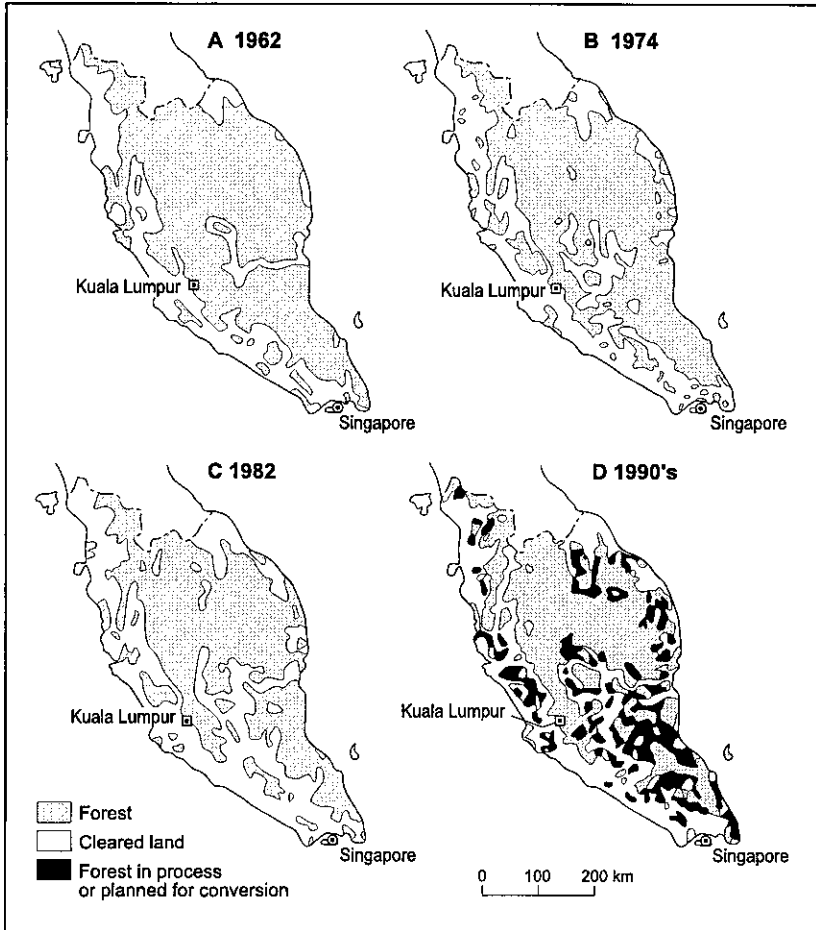 A 1962
Kuala Lumpur
Singapore
B 1974
Kuala Lumpur
Singapore
C 1982
Kuala Lumpur
Singapore
D 1990's
Kuala Lumpur
Singapore
Forest
Cleared land
Forest in process
or planned for conversion
0 100 200 km